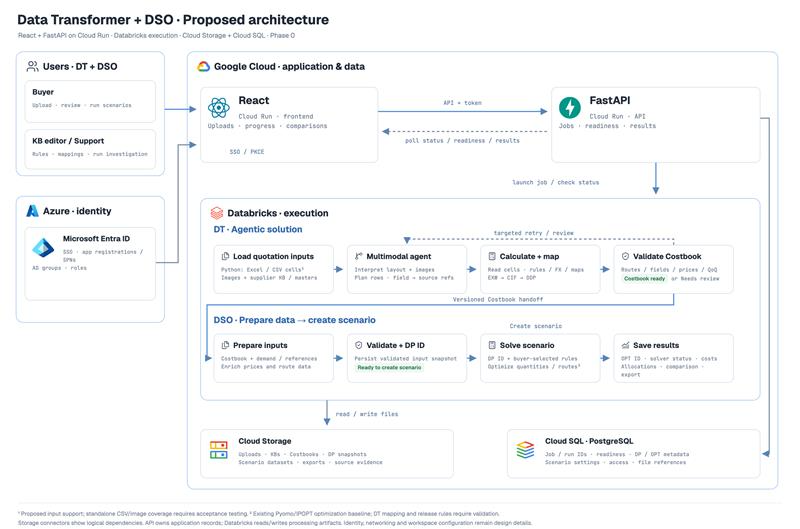 Data Transformer + DSO · Proposed architecture
React + FastAPI on Cloud Run · Databricks execution · Cloud Storage + Cloud SQL · Phase 0
Users · DT + DSO
Buyer
Upload · review · run scenarios
KB editor / Support
Rules · mappings · run investigation
Azure · identity
Microsoft Entra ID
SSO · app registrations /
SPNs
AD groups · roles
Google Cloud · application & data
React
Cloud Run · frontend
Uploads · progress · comparisons
SSO / PKCE
API + token
poll status / readiness / results
FastAPI
Cloud Run · API
Jobs · readiness · results
launch job / check status
Databricks · execution
DT · Agentic solution
targeted retry / review
Load quotation inputs
Python: Excel / CSV cells¹
Images + supplier KB / masters
Multimodal agent
Interpret layout + images
Plan rows · field → source refs
Calculate + map
Read cells · rules / FX / maps
EXW → CIF → DDP
Validate Costbook
Routes / fields / prices / QoQ
Costbook ready or Needs review
Versioned Costbook handoff
DSO · Prepare data → create scenario
Create scenario
Prepare inputs
Costbook + demand / references
Enrich prices and route data
Validate + DP ID
Persist validated input snapshot
Ready to create scenario
Solve scenario
DP ID + buyer-selected rules
Optimize quantities / routes²
Save results
OPT ID · solver status · costs
Allocations · comparison ·
export
read / write files
Cloud Storage
Uploads · KBs · Costbooks · DP snapshots
Scenario datasets · exports · source evidence
Cloud SQL · PostgreSQL
Job / run IDs · readiness · DP / OPT metadata
Scenario settings · access · file references
¹ Proposed input support; standalone CSV/image coverage requires acceptance testing. ² Existing Pyomo/IPOPT optimization baseline; DT mapping and release rules require validation.
Storage connectors show logical dependencies. API owns application records; Databricks reads/writes processing artifacts. Identity, networking and workspace configuration remain design details.